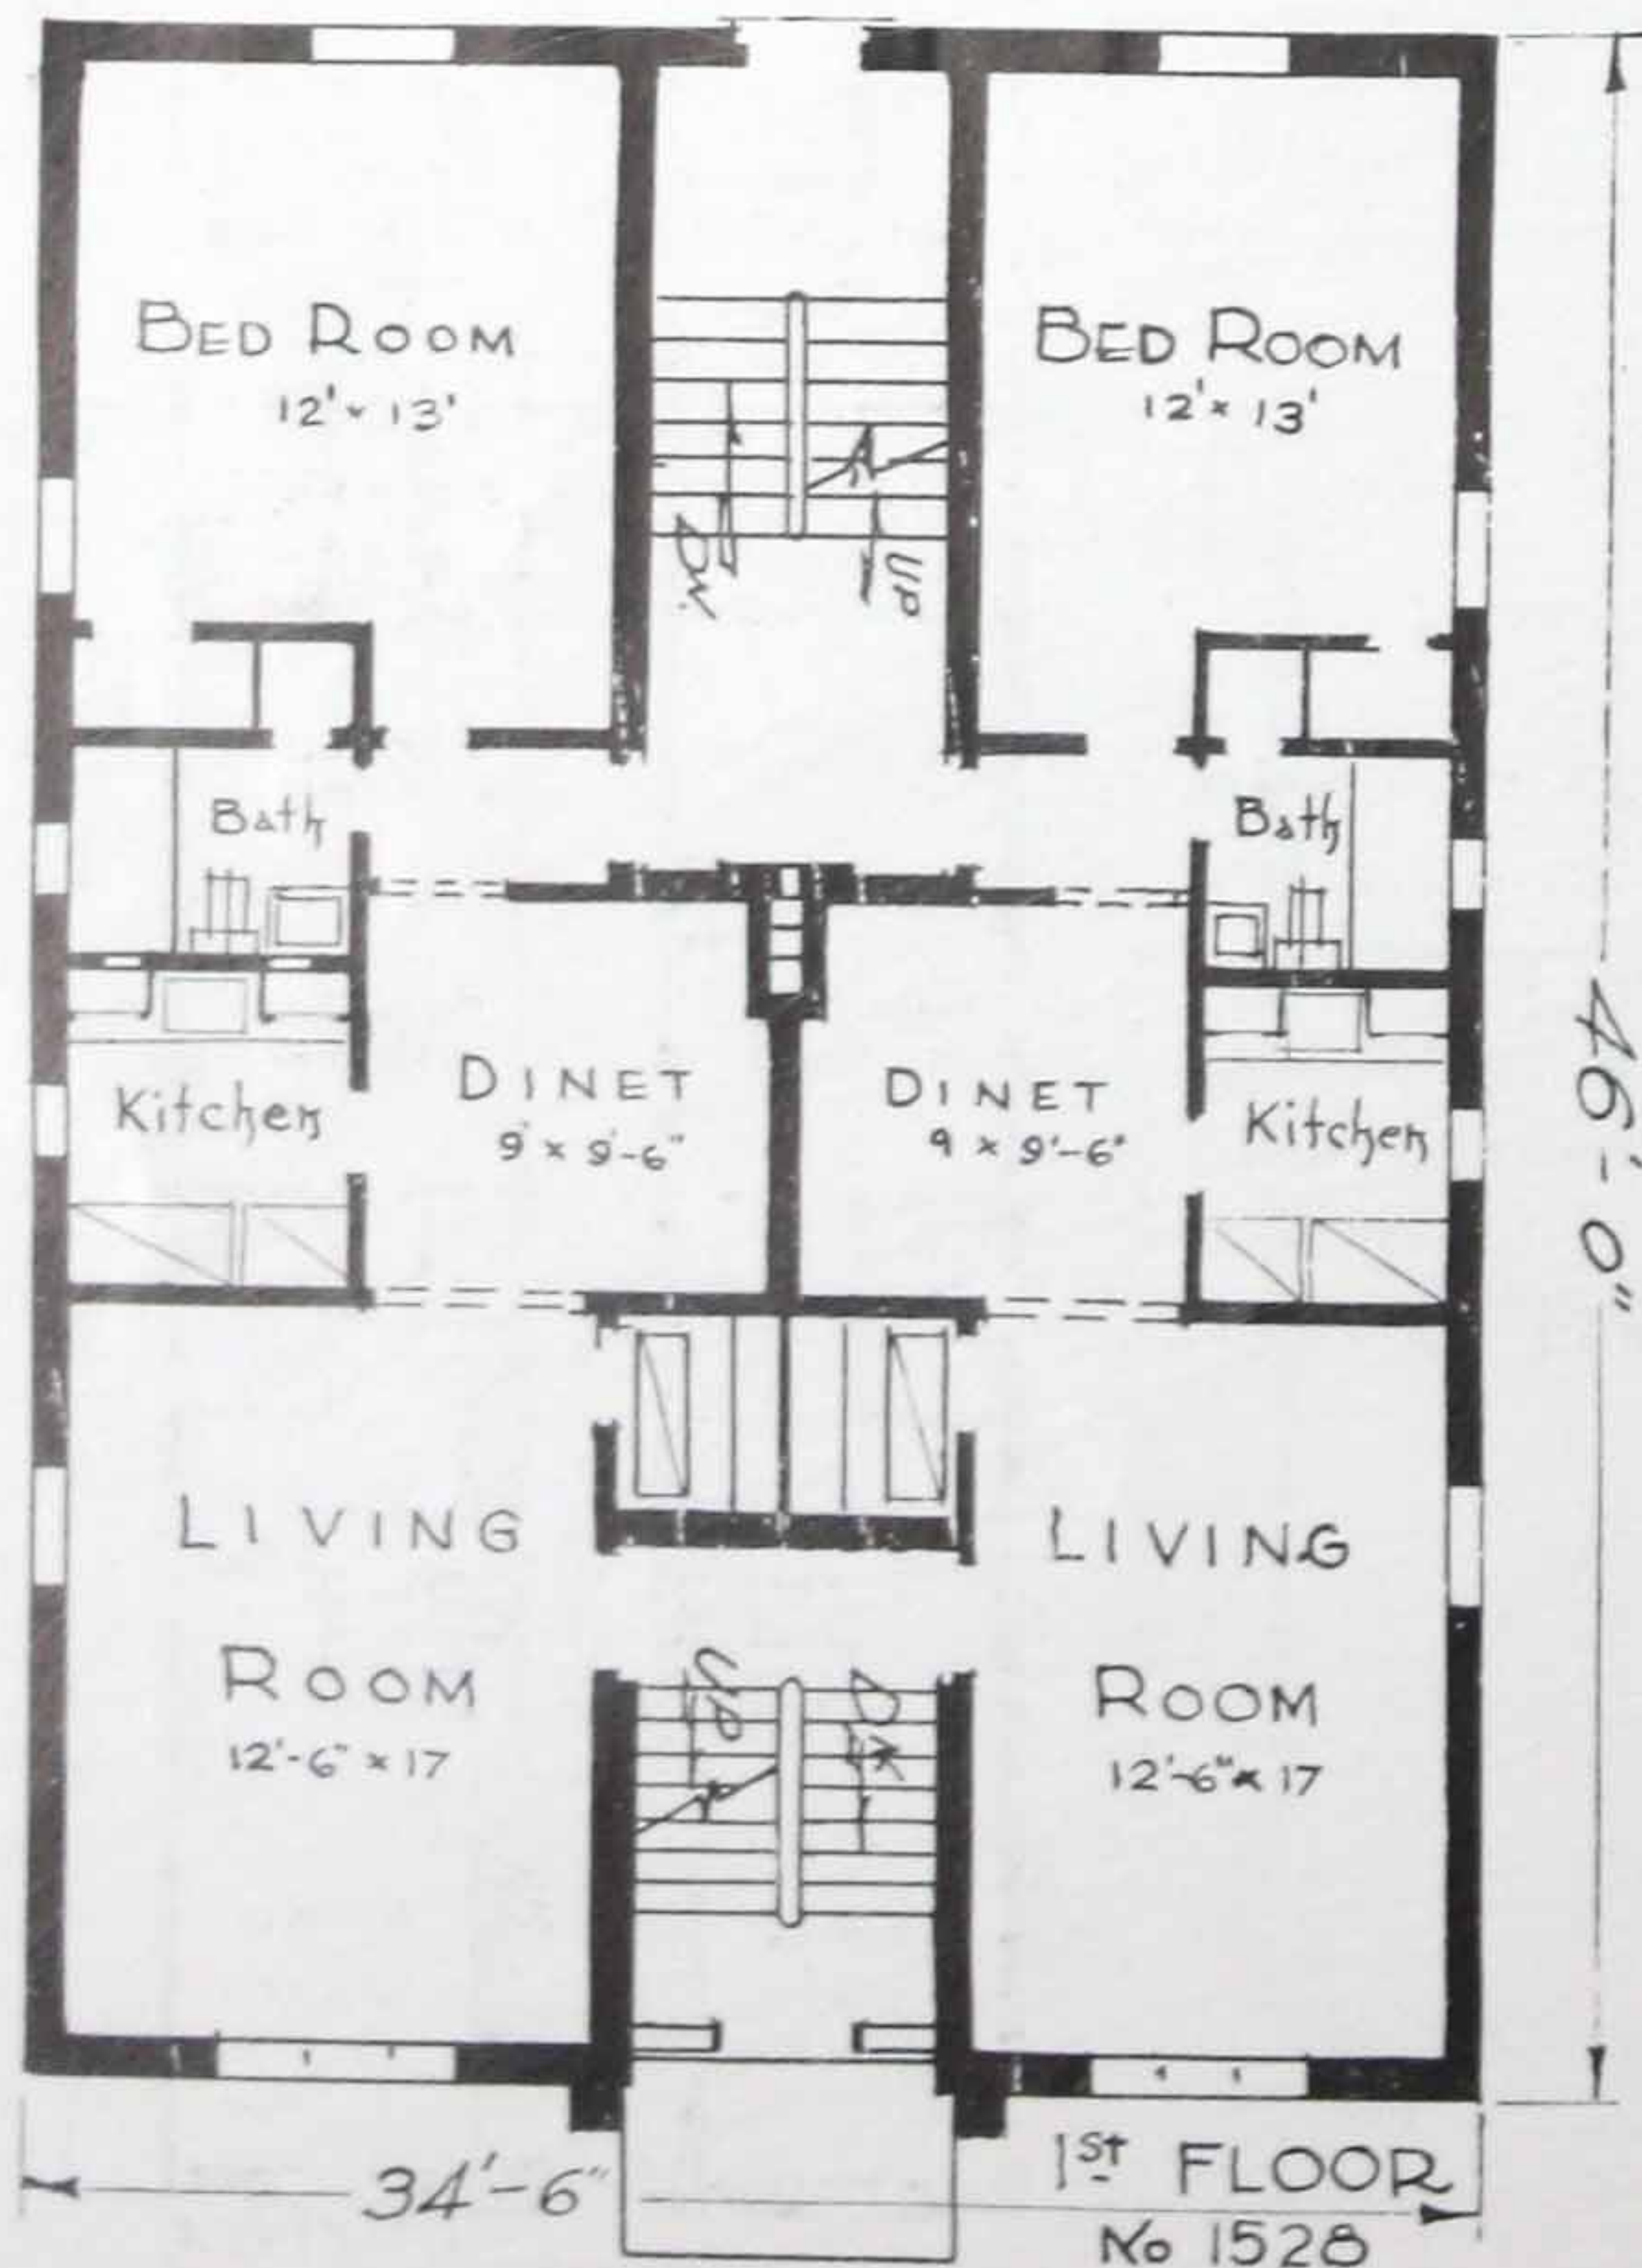 BED ROOM
12' × 13'
BED ROOM
12' × 13'
DN.
UP
Bath
Bath
DINET
9' × 9'-6"
DINET
9 × 9'-6"
Kitchen
Kitchen
46'-0"
LIVING
ROOM
12'-6" × 17
LIVING
ROOM
12'-6" × 17
UP
DN
34'-6"
1st FLOOR
No 1528